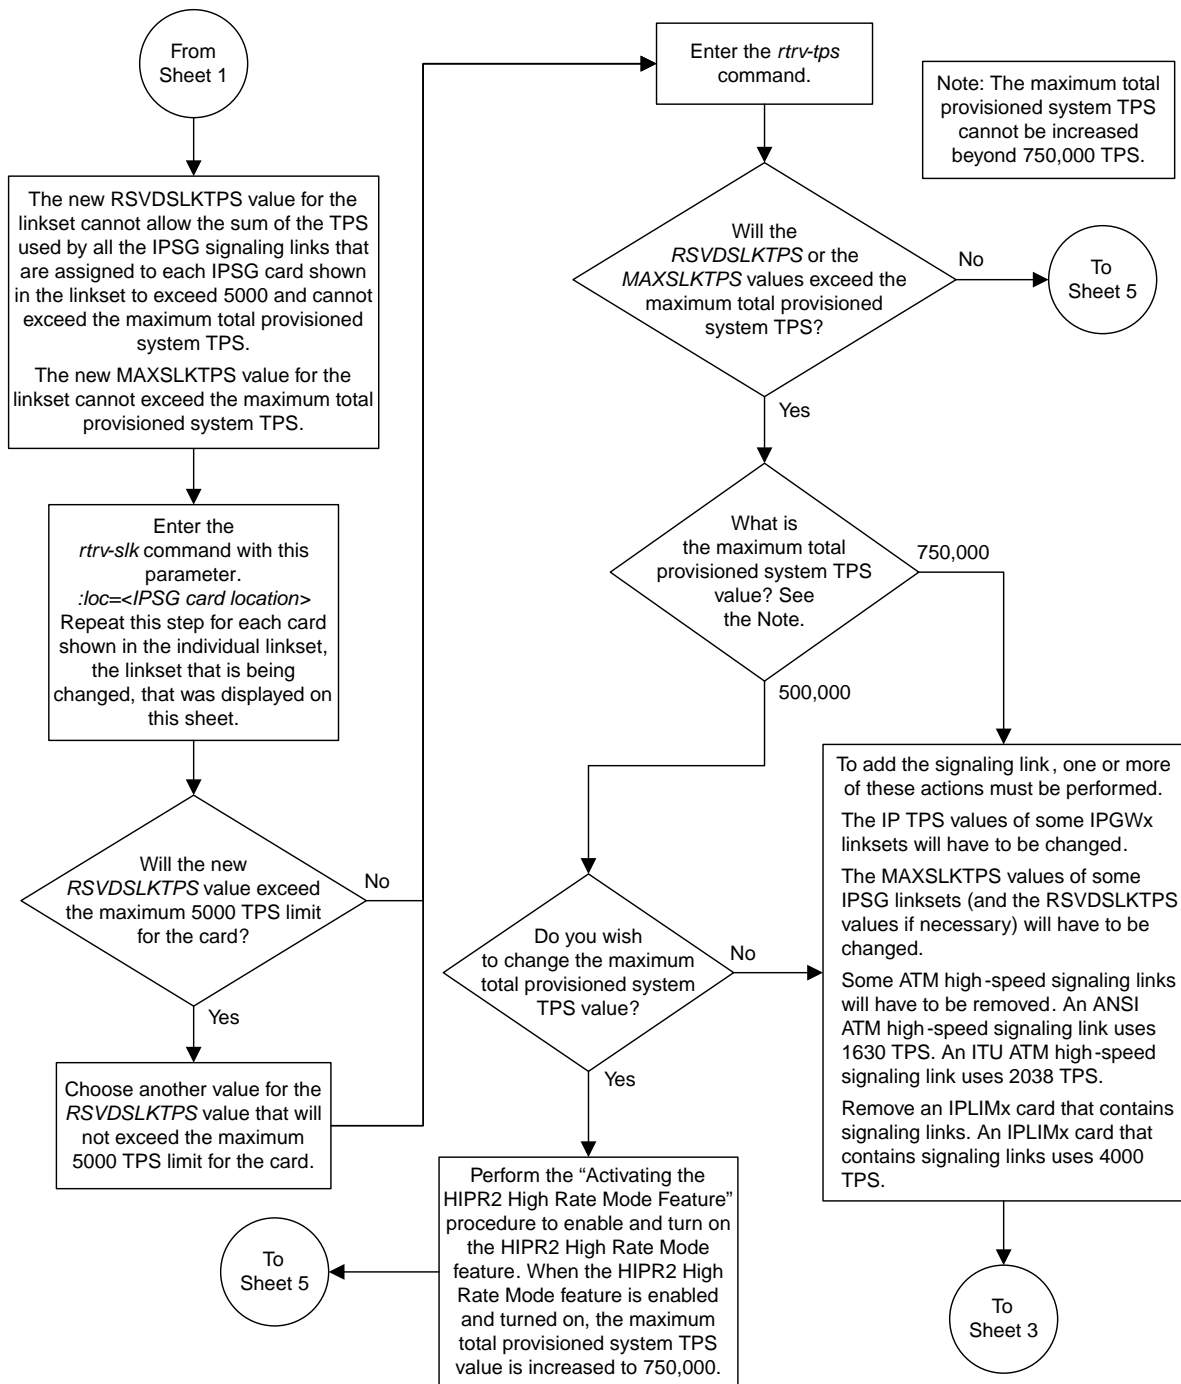 From
Sheet 1
The new RSVDSLKTPS value for the
linkset cannot allow the sum of the TPS
used by all the IPSG signaling links that
are assigned to each IPSG card shown
in the linkset to exceed 5000 and cannot
exceed the maximum total provisioned
system TPS.
The new MAXSLKTPS value for the
linkset cannot exceed the maximum total
provisioned system TPS.
Enter the
rtrv-slk command with this
parameter.
:loc=<IPSG card location>
Repeat this step for each card
shown in the individual linkset,
the linkset that is being
changed, that was displayed on
this sheet.
Will the new
RSVDSLKTPS value exceed
the maximum 5000 TPS limit
for the card?
No
Yes
Choose another value for the
RSVDSLKTPS value that will
not exceed the maximum
5000 TPS limit for the card.
Enter the rtrv-tps
command.
Note: The maximum total
provisioned system TPS
cannot be increased
beyond 750,000 TPS.
Will the
RSVDSLKTPS or the
MAXSLKTPS values exceed the
maximum total provisioned
system TPS?
No
To
Sheet 5
Yes
What is
the maximum total
provisioned system TPS
value? See
the Note.
750,000
500,000
Do you wish
to change the maximum
total provisioned system
TPS value?
No
Yes
To add the signaling link, one or more
of these actions must be performed.
The IP TPS values of some IPGWx
linksets will have to be changed.
The MAXSLKTPS values of some
IPSG linksets (and the RSVDSLKTPS
values if necessary) will have to be
changed.
Some ATM high-speed signaling links
will have to be removed. An ANSI
ATM high-speed signaling link uses
1630 TPS. An ITU ATM high-speed
signaling link uses 2038 TPS.
Remove an IPLIMx card that contains
signaling links. An IPLIMx card that
contains signaling links uses 4000
TPS.
Perform the “Activating the
HIPR2 High Rate Mode Feature”
procedure to enable and turn on
the HIPR2 High Rate Mode
feature. When the HIPR2 High
Rate Mode feature is enabled
and turned on, the maximum
total provisioned system TPS
value is increased to 750,000.
To
Sheet 5
To
Sheet 3